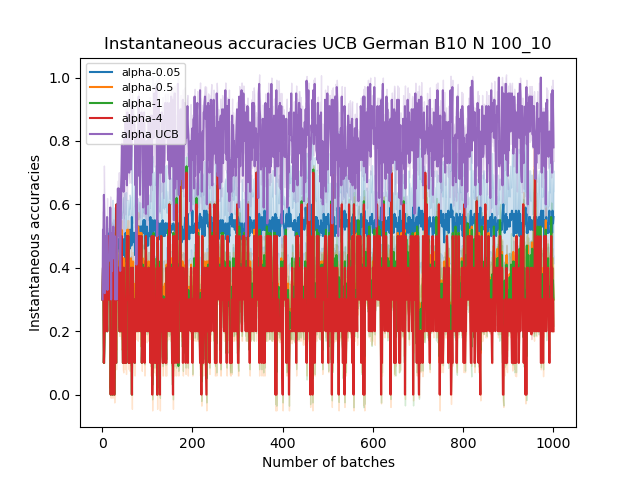 Instantaneous accuracies UCB German B10 N 100_10
alpha-0.05
alpha-0.5
alpha-1
alpha-4
alpha UCB
1.0
0.8
0.6
0.4
0.2
0.0
Instantaneous accuracies
0 200 400 600 800 1000
Number of batches